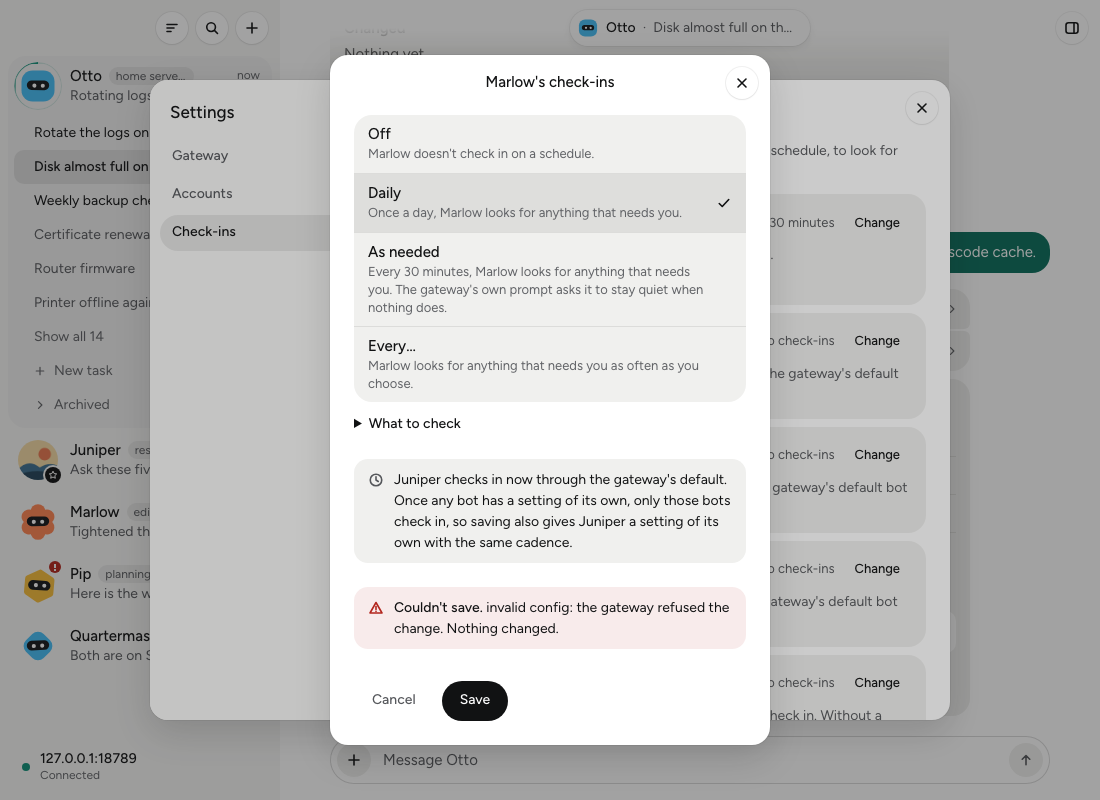 Otto home serve... now
Rotating logs
Rotate the logs on
Disk almost full on
Weekly backup che
Certificate renewa
Router firmware
Printer offline again
Show all 14
New task
Archived
Juniper res
Ask these fiv
Marlow edi
Tightened th
Pip planning
Here is the w
Quartermas
Both are on S
127.0.0.1:18789
Connected
Otto · Disk almost full on th...
Changed
Nothing yet
scode cache.
Message Otto
Settings
Gateway
Accounts
Check-ins
schedule, to look for
30 minutes Change
.
o check-ins Change
he gateway's default
o check-ins Change
gateway's default bot
o check-ins Change
ateway's default bot
o check-ins Change
heck in. Without a
Marlow's check-ins
Off
Marlow doesn't check in on a schedule.
Daily
Once a day, Marlow looks for anything that needs you.
As needed
Every 30 minutes, Marlow looks for anything that needs
you. The gateway's own prompt asks it to stay quiet when
nothing does.
Every...
Marlow looks for anything that needs you as often as you
choose.
What to check
Juniper checks in now through the gateway's default.
Once any bot has a setting of its own, only those bots
check in, so saving also gives Juniper a setting of its
own with the same cadence.
Couldn't save. invalid config: the gateway refused the
change. Nothing changed.
Cancel Save